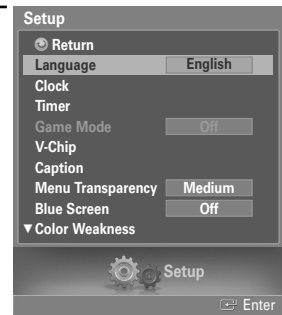 Setup
Return
Language English
Clock
Timer
Game Mode Off
V-Chip
Caption
Menu Transparency Medium
Blue Screen Off
▼Color Weakness
Setup
Enter